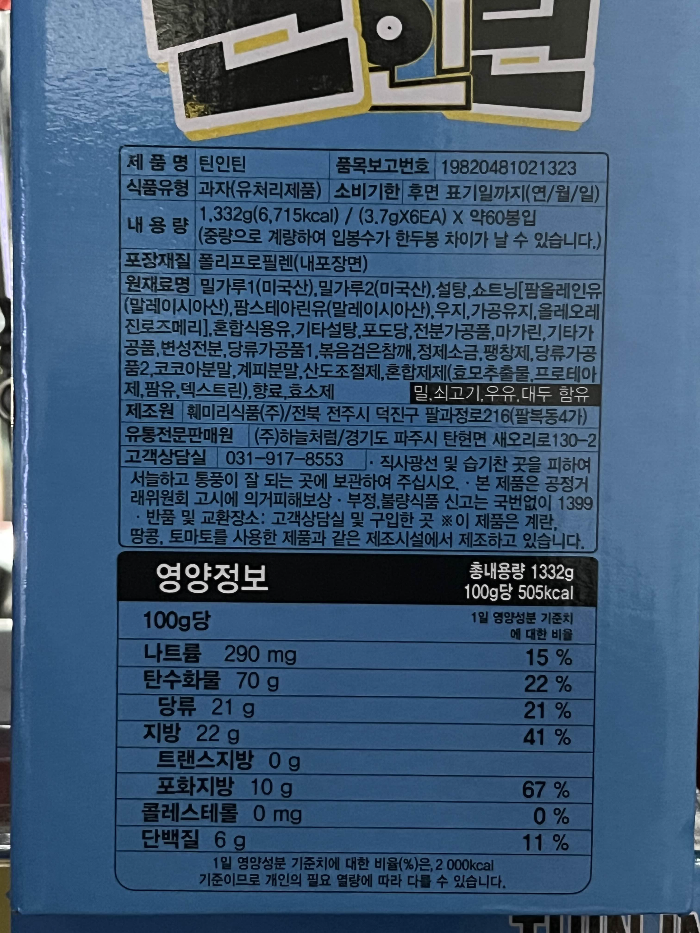 틴인틴
제 품 명 틴인틴 품목보고번호 19820481021323
식품유형 과자(유처리제품) 소비기한 후면 표기일까지(연/월/일)
내 용 량 1,332g(6,715kcal) / (3.7gX6EA) X 약60봉입
(중량으로 계량하여 입봉수가 한두봉 차이가 날 수 있습니다.)
포장재질 폴리프로필렌(내포장면)
원재료명 밀가루1(미국산),밀가루2(미국산),설탕,쇼트닝[팜올레인유
(말레이시아산),팜스테아린유(말레이시아산),우지,가공유지,올레오레
진로즈메리],혼합식용유,기타설탕,포도당,전분가공품,마가린,기타가
공품,변성전분,당류가공품1,볶음검은참깨,정제소금,팽창제,당류가공
품2,코코아분말,계피분말,산도조절제,혼합제제(효모추출물,프로테아
제,팜유,덱스트린),향료,효소제 밀,쇠고기,우유,대두 함유
제조원 훼미리식품(주)/전북 전주시 덕진구 팔과정로216(팔복동4가)
유통전문판매원 (주)하늘처럼/경기도 파주시 탄현면 새오리로130-2
고객상담실 031-917-8553 · 직사광선 및 습기찬 곳을 피하여
서늘하고 통풍이 잘 되는 곳에 보관하여 주십시오. · 본 제품은 공정거
래위원회 고시에 의거피해보상 · 부정,불량식품 신고는 국번없이 1399
· 반품 및 교환장소: 고객상담실 및 구입한 곳 ※이 제품은 계란,
땅콩, 토마토를 사용한 제품과 같은 제조시설에서 제조하고 있습니다.
영양정보 총내용량 1332g
100g당 505kcal
100g당 1일 영양성분 기준치
에 대한 비율
나트륨 290 mg 15 %
탄수화물 70 g 22 %
당류 21 g 21 %
지방 22 g 41 %
트랜스지방 0 g
포화지방 10 g 67 %
콜레스테롤 0 mg 0 %
단백질 6 g 11 %
1일 영양성분 기준치에 대한 비율(%)은,2 000kcal
기준이므로 개인의 필요 열량에 따라 다를 수 있습니다.